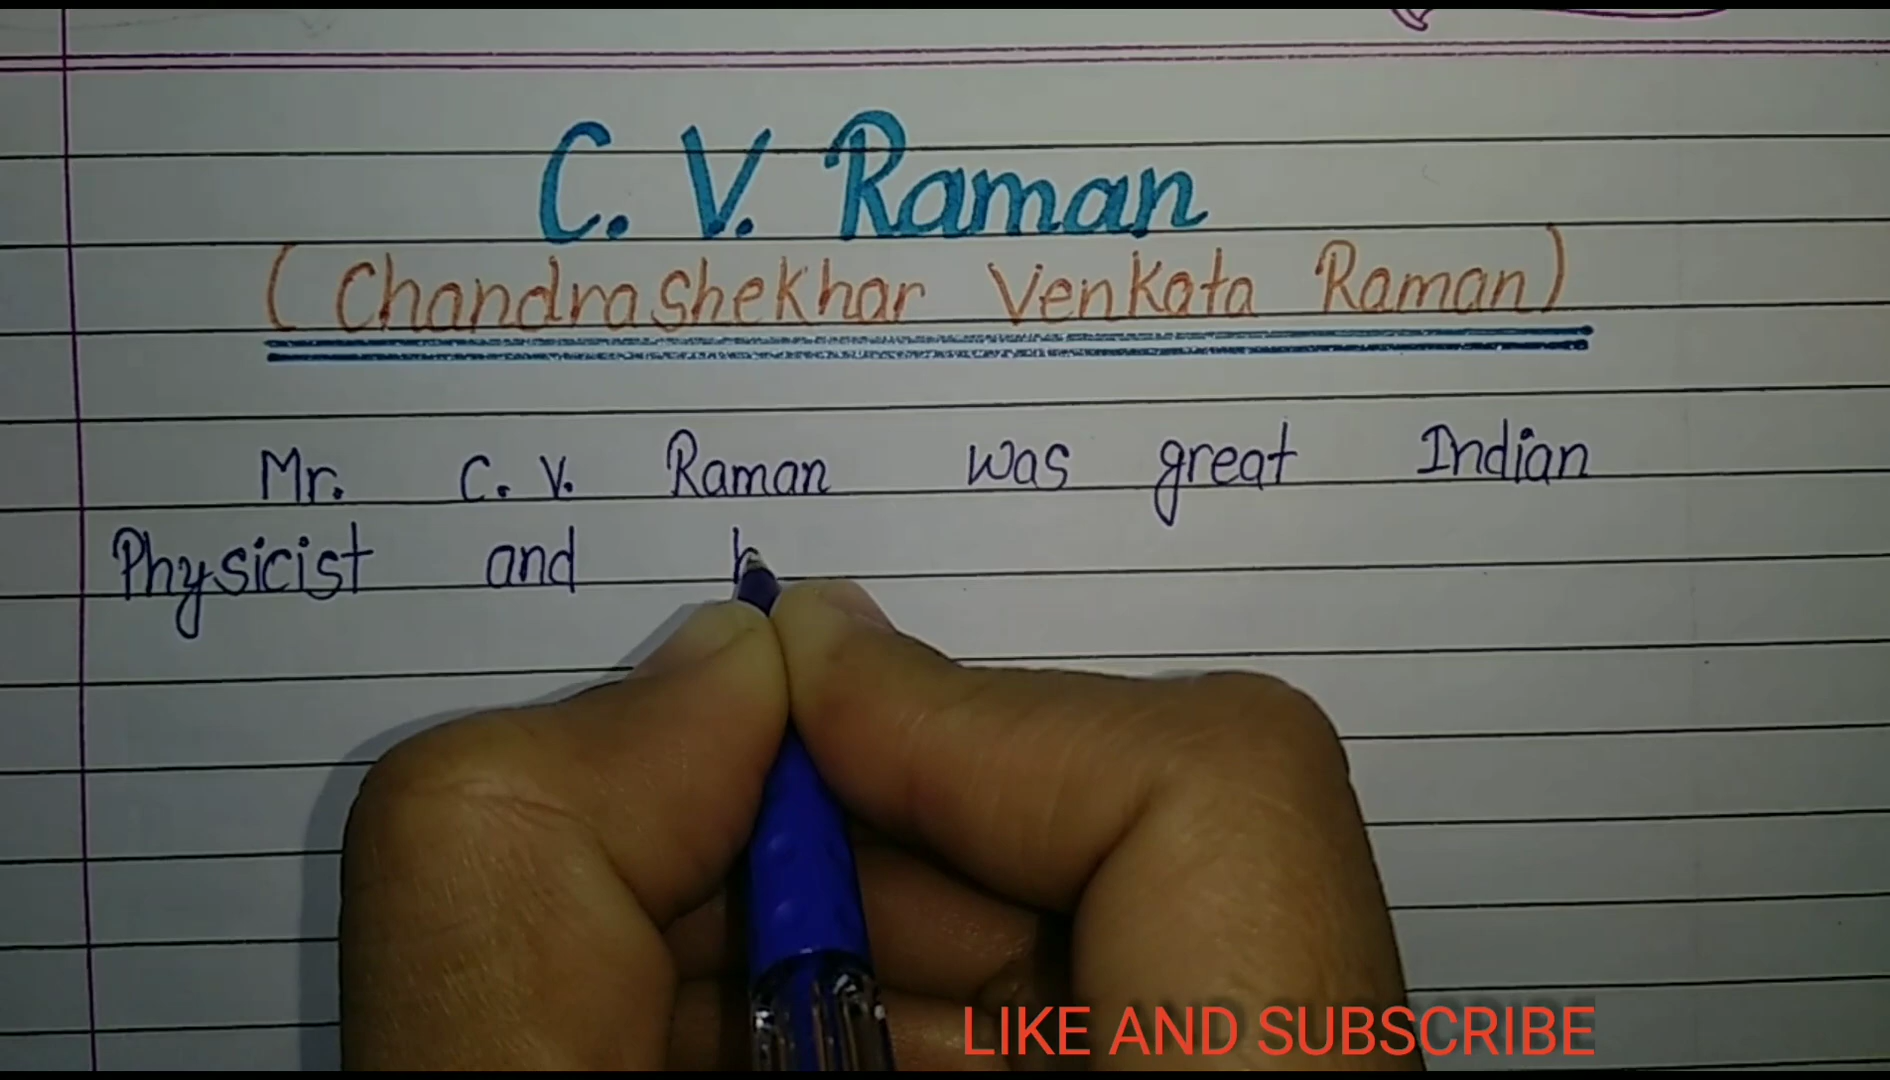 C. V. Raman
(Chandrashekhar Venkata Raman)
Mr. C. V. Raman was great Indian
Physicist and
LIKE AND SUBSCRIBE